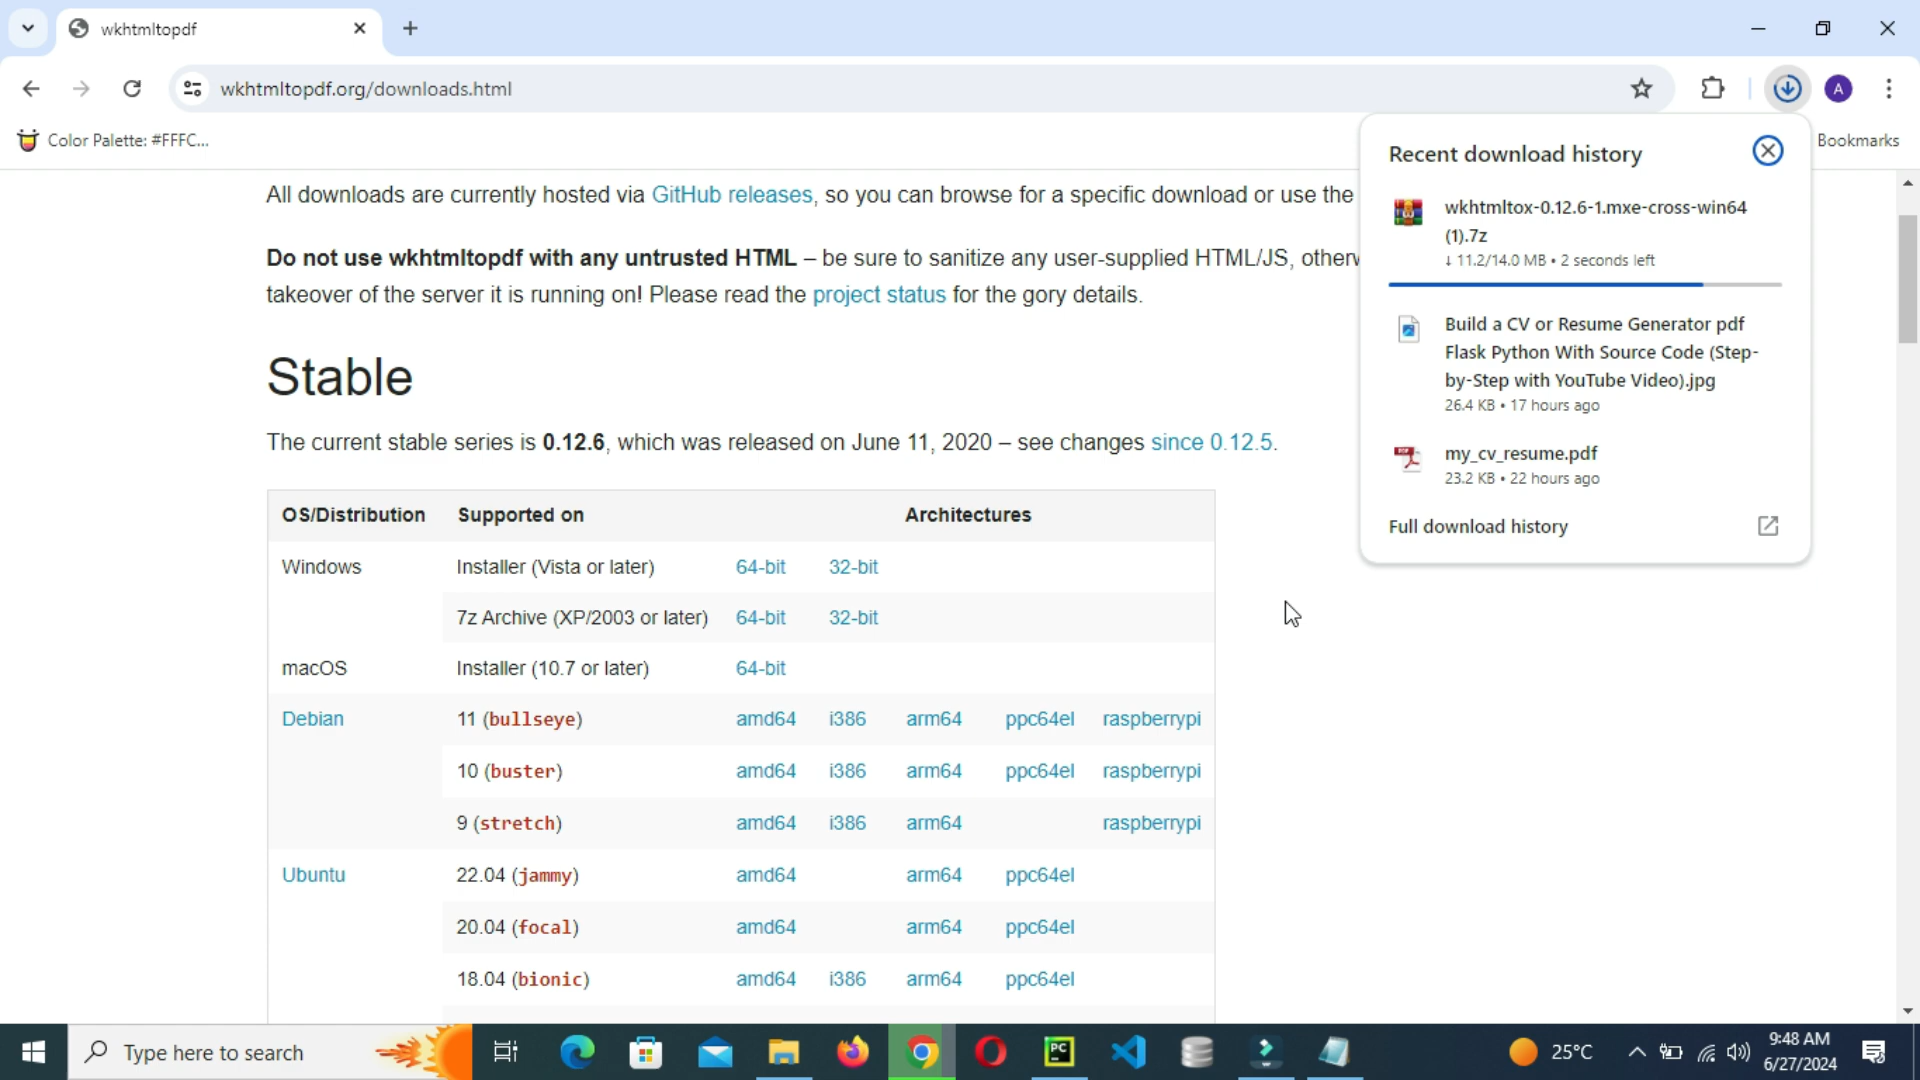 wkhtmltopdf
wkhtmltopdf.org/downloads.html
A
Color Palette: #FFFC...
Bookmarks
Recent download history
wkhtmltox-0.12.6-1.mxe-cross-win64
(1).7z
↓ 11.2/14.0 MB • 2 seconds left
Build a CV or Resume Generator pdf
Flask Python With Source Code (Step-
by-Step with YouTube Video).jpg
26.4 KB • 17 hours ago
my_cv_resume.pdf
23.2 KB • 22 hours ago
Full download history
All downloads are currently hosted via GitHub releases, so you can browse for a specific download or use the
Do not use wkhtmltopdf with any untrusted HTML – be sure to sanitize any user-supplied HTML/JS, otherw
takeover of the server it is running on! Please read the project status for the gory details.
Stable
The current stable series is 0.12.6, which was released on June 11, 2020 – see changes since 0.12.5.
OS/Distribution Supported on Architectures
Windows Installer (Vista or later) 64-bit 32-bit
7z Archive (XP/2003 or later) 64-bit 32-bit
macOS Installer (10.7 or later) 64-bit
Debian 11 (bullseye) amd64 i386 arm64 ppc64el raspberrypi
10 (buster) amd64 i386 arm64 ppc64el raspberrypi
9 (stretch) amd64 i386 arm64 raspberrypi
Ubuntu 22.04 (jammy) amd64 arm64 ppc64el
20.04 (focal) amd64 arm64 ppc64el
18.04 (bionic) amd64 i386 arm64 ppc64el
Type here to search
PC
25°C
9:48 AM
6/27/2024